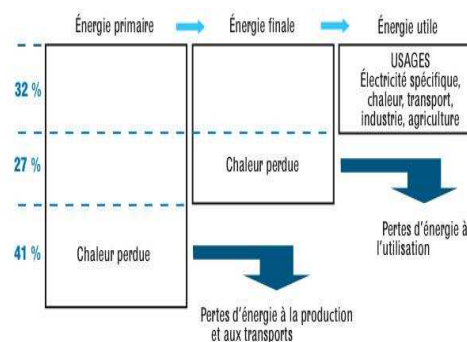 Énergie primaire
Énergie finale
Énergie utile
32 %
USAGES
Électricité spécifique,
chaleur, transport,
industrie, agriculture
27 %
Chaleur perdue
Pertes d'énergie à
l'utilisation
41 %
Chaleur perdue
Pertes d'énergie à la production
et aux transports